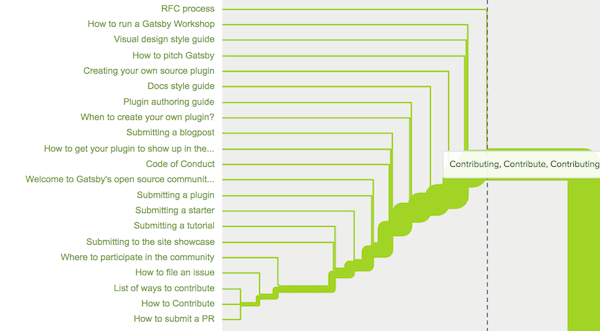 RFC process
How to run a Gatsby Workshop
Visual design style guide
How to pitch Gatsby
Creating your own source plugin
Docs style guide
Plugin authoring guide
When to create your own plugin?
Submitting a blogpost
How to get your plugin to show up in the...
Code of Conduct
Contributing, Contribute, Contributing
Welcome to Gatsby's open source communit...
Submitting a plugin
Submitting a starter
Submitting a tutorial
Submitting to the site showcase
Where to participate in the community
How to file an issue
List of ways to contribute
How to Contribute
How to submit a PR